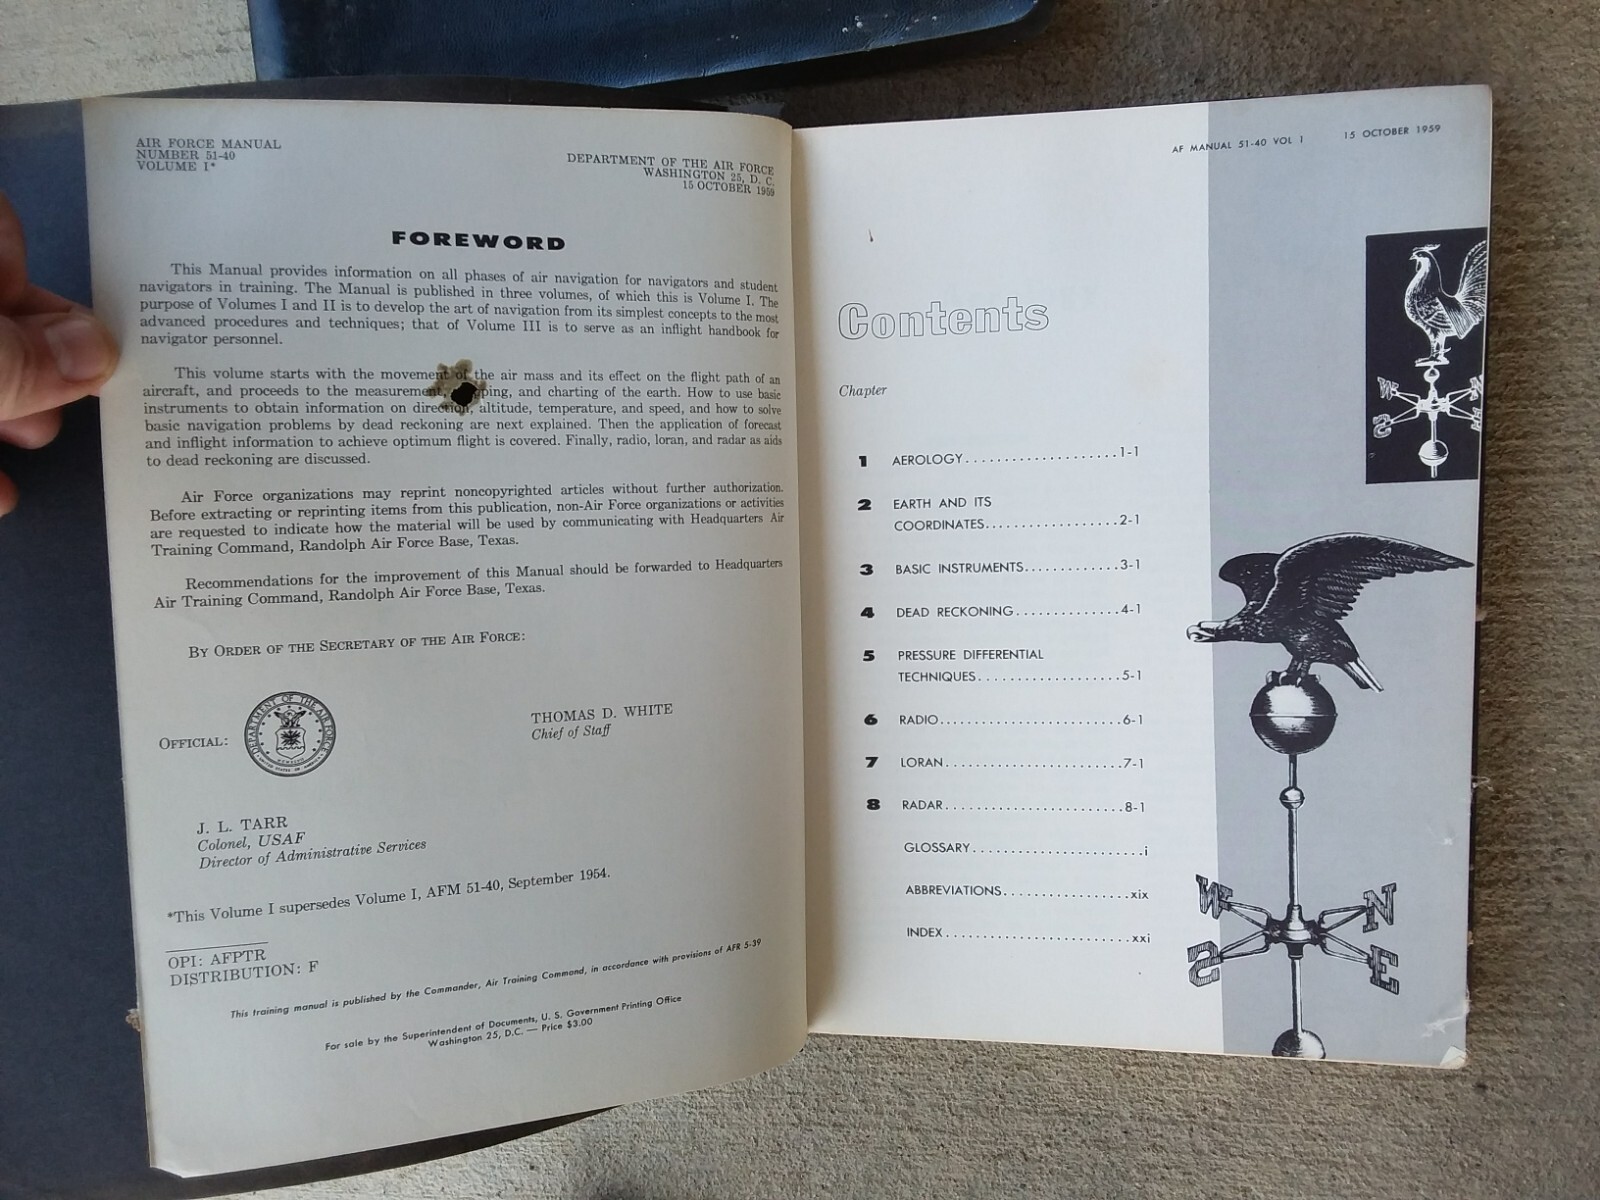 AIR FORCE MANUAL
NUMBER 51-40
VOLUME I*
DEPARTMENT OF THE AIR FORCE
WASHINGTON 25, D. C.
15 OCTOBER 1959
FOREWORD
This Manual provides information on all phases of air navigation for navigators and student
navigators in training. The Manual is published in three volumes, of which this is Volume I. The
purpose of Volumes I and II is to develop the art of navigation from its simplest concepts to the most
advanced procedures and techniques; that of Volume III is to serve as an inflight handbook for
navigator personnel.
This volume starts with the movement of the air mass and its effect on the flight path of an
aircraft, and proceeds to the measurement, and charting of the earth. How to use basic
instruments to obtain information on direction, altitude, temperature, and speed, and how to solve
basic navigation problems by dead reckoning are next explained. Then the application of forecast
and inflight information to achieve optimum flight is covered. Finally, radio, loran, and radar as aids
to dead reckoning are discussed.
Air Force organizations may reprint noncopyrighted articles without further authorization.
Before extracting or reprinting items from this publication, non-Air Force organizations or activities
are requested to indicate how the material will be used by communicating with Headquarters Air
Training Command, Randolph Air Force Base, Texas.
Recommendations for the improvement of this Manual should be forwarded to Headquarters
Air Training Command, Randolph Air Force Base, Texas.
BY ORDER OF THE SECRETARY OF THE AIR FORCE:
OFFICIAL:
DEPARTMENT OF THE AIR FORCE
UNITED STATES OF AMERICA
THOMAS D. WHITE
Chief of Staff
J. L. TARR
Colonel, USAF
Director of Administrative Services
*This Volume I supersedes Volume I, AFM 51-40, September 1954.
OPI: AFPTR
DISTRIBUTION: F
This training manual is published by the Commander, Air Training Command, in accordance with provisions of AFR 5-39
For sale by the Superintendent of Documents, U. S. Government Printing Office
Washington 25, D.C. — Price $3.00
AF MANUAL 51-40 VOL 1 15 OCTOBER 1959
Contents
Chapter
1 AEROLOGY....................1-1
2 EARTH AND ITS
COORDINATES..................2-1
3 BASIC INSTRUMENTS.............3-1
4 DEAD RECKONING..............4-1
5 PRESSURE DIFFERENTIAL
TECHNIQUES...................5-1
6 RADIO........................6-1
7 LORAN.......................7-1
8 RADAR.......................8-1
GLOSSARY.......................i
ABBREVIATIONS................xix
INDEX........................xxi
W N
S E
W N
S E